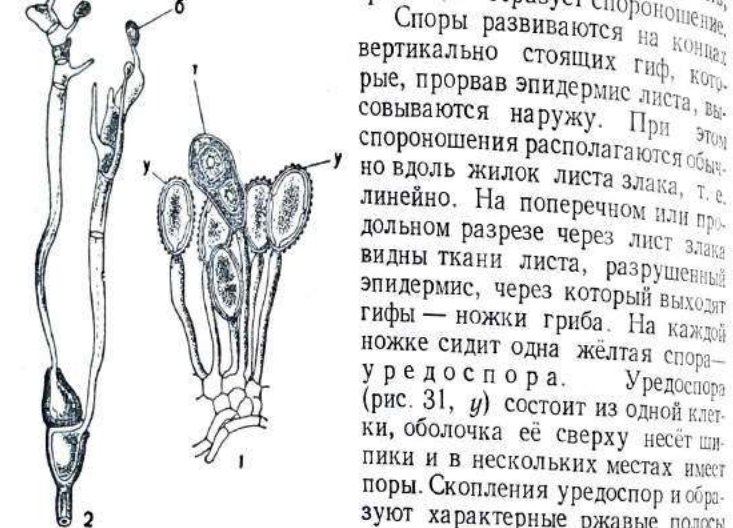 спороношение,
Споры развиваются на концах
вертикально стоящих гиф, кото-
рые, прорвав эпидермис листа, вы-
совываются наружу. При этом
спороношения располагаются обыч-
но вдоль жилок листа злака, т. е.
линейно. На поперечном или про-
дольном разрезе через лист злака
видны ткани листа, разрушенный
эпидермис, через который выходят
гифы — ножки гриба. На каждой
ножке сидит одна жёлтая спора—
уредоспора. Уредоспора
(рис. 31, у) состоит из одной клет-
ки, оболочка её сверху несёт ши-
пики и в нескольких местах имеет
поры. Скопления уредоспор и обра-
зуют характерные ржавые полосы
б
т
у
у
1
2